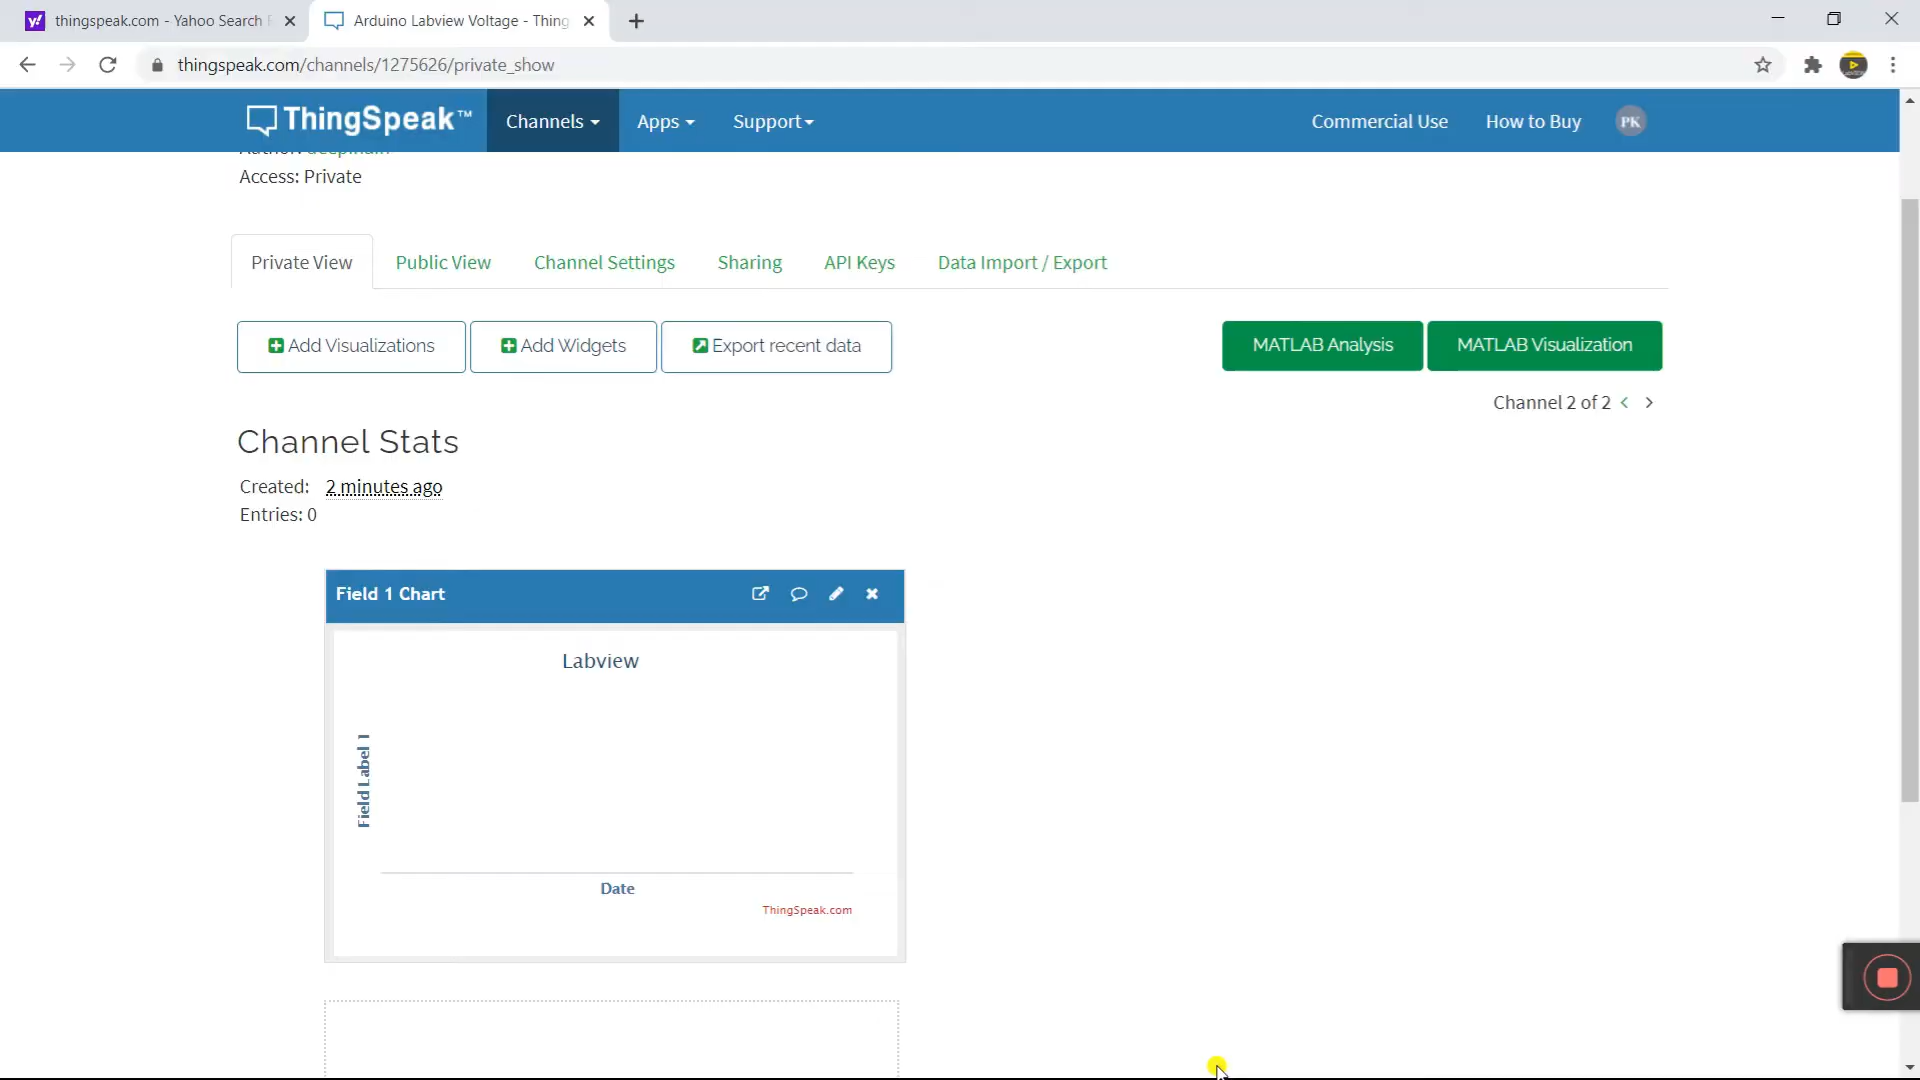 thingspeak.com - Yahoo Search
Arduino Labview Voltage - Thing
thingspeak.com/channels/1275626/private_show
ThingSpeak™
Channels
Apps
Support
Commercial Use
How to Buy
PK
Access: Private
Private View
Public View
Channel Settings
Sharing
API Keys
Data Import / Export
Add Visualizations
Add Widgets
Export recent data
MATLAB Analysis
MATLAB Visualization
Channel 2 of 2 < >
Channel Stats
Created: 2 minutes ago
Entries: 0
Field 1 Chart
Labview
Field Label 1
Date
ThingSpeak.com